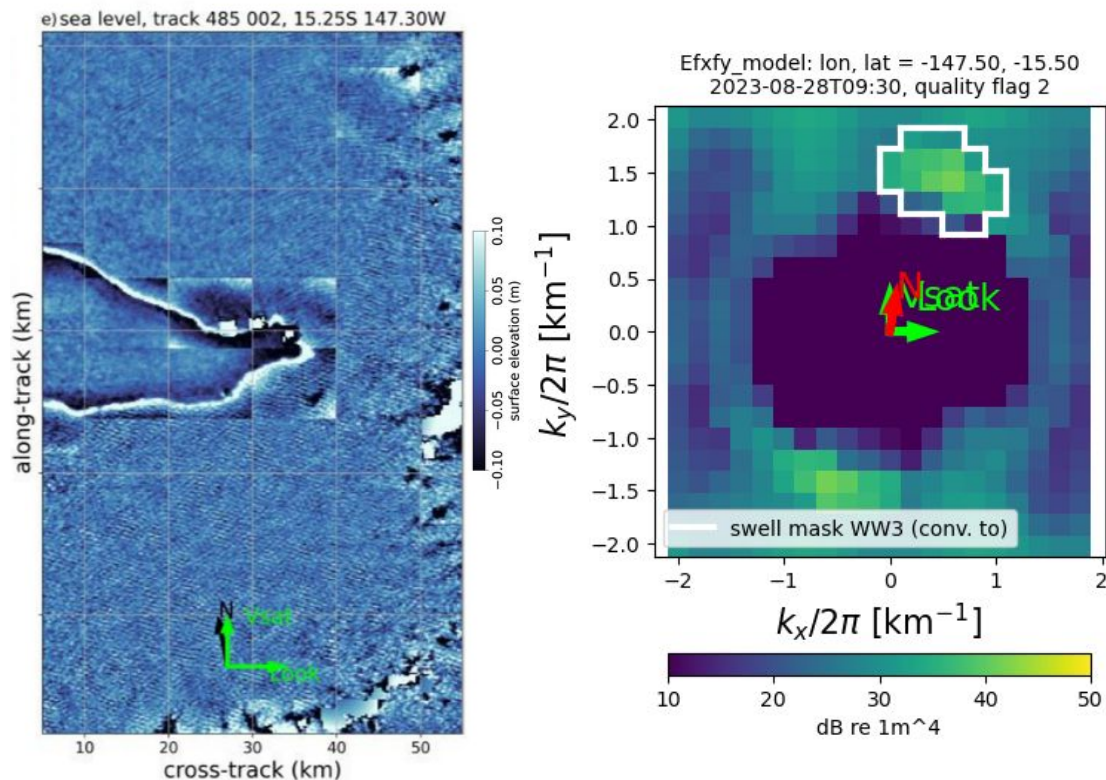 e) sea level, track 485 002, 15.25S 147.30W
along-track (km)
N
Vsat
Look
10
20
30
40
50
cross-track (km)
0.10
0.05
0.00
−0.05
−0.10
surface elevation (m)
Efxfy_model: lon, lat = -147.50, -15.50
2023-08-28T09:30, quality flag 2
2.0
1.5
1.0
0.5
0.0
−0.5
−1.0
−1.5
−2.0
k_y/2π [km⁻¹]
N
Vsat
Look
swell mask WW3 (conv. to)
−2
−1
0
1
2
k_x/2π [km⁻¹]
10
20
30
40
50
dB re 1m^4